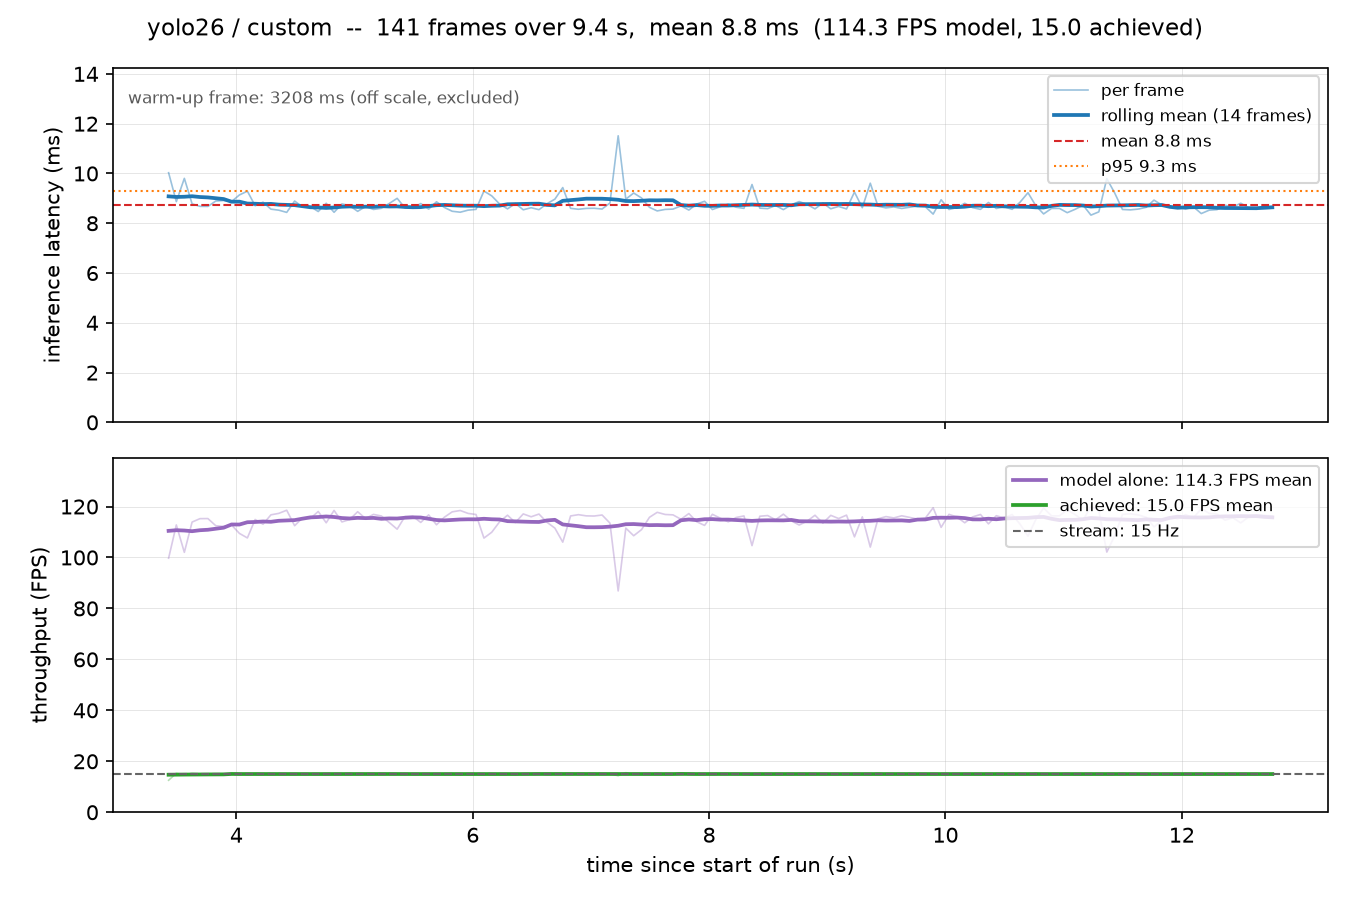 yolo26 / custom -- 141 frames over 9.4 s, mean 8.8 ms (114.3 FPS model, 15.0 achieved)
14
12
10
8
6
4
2
0
inference latency (ms)
warm-up frame: 3208 ms (off scale, excluded)
per frame
rolling mean (14 frames)
mean 8.8 ms
p95 9.3 ms
120
100
80
60
40
20
0
throughput (FPS)
model alone: 114.3 FPS mean
achieved: 15.0 FPS mean
stream: 15 Hz
4 6 8 10 12
time since start of run (s)